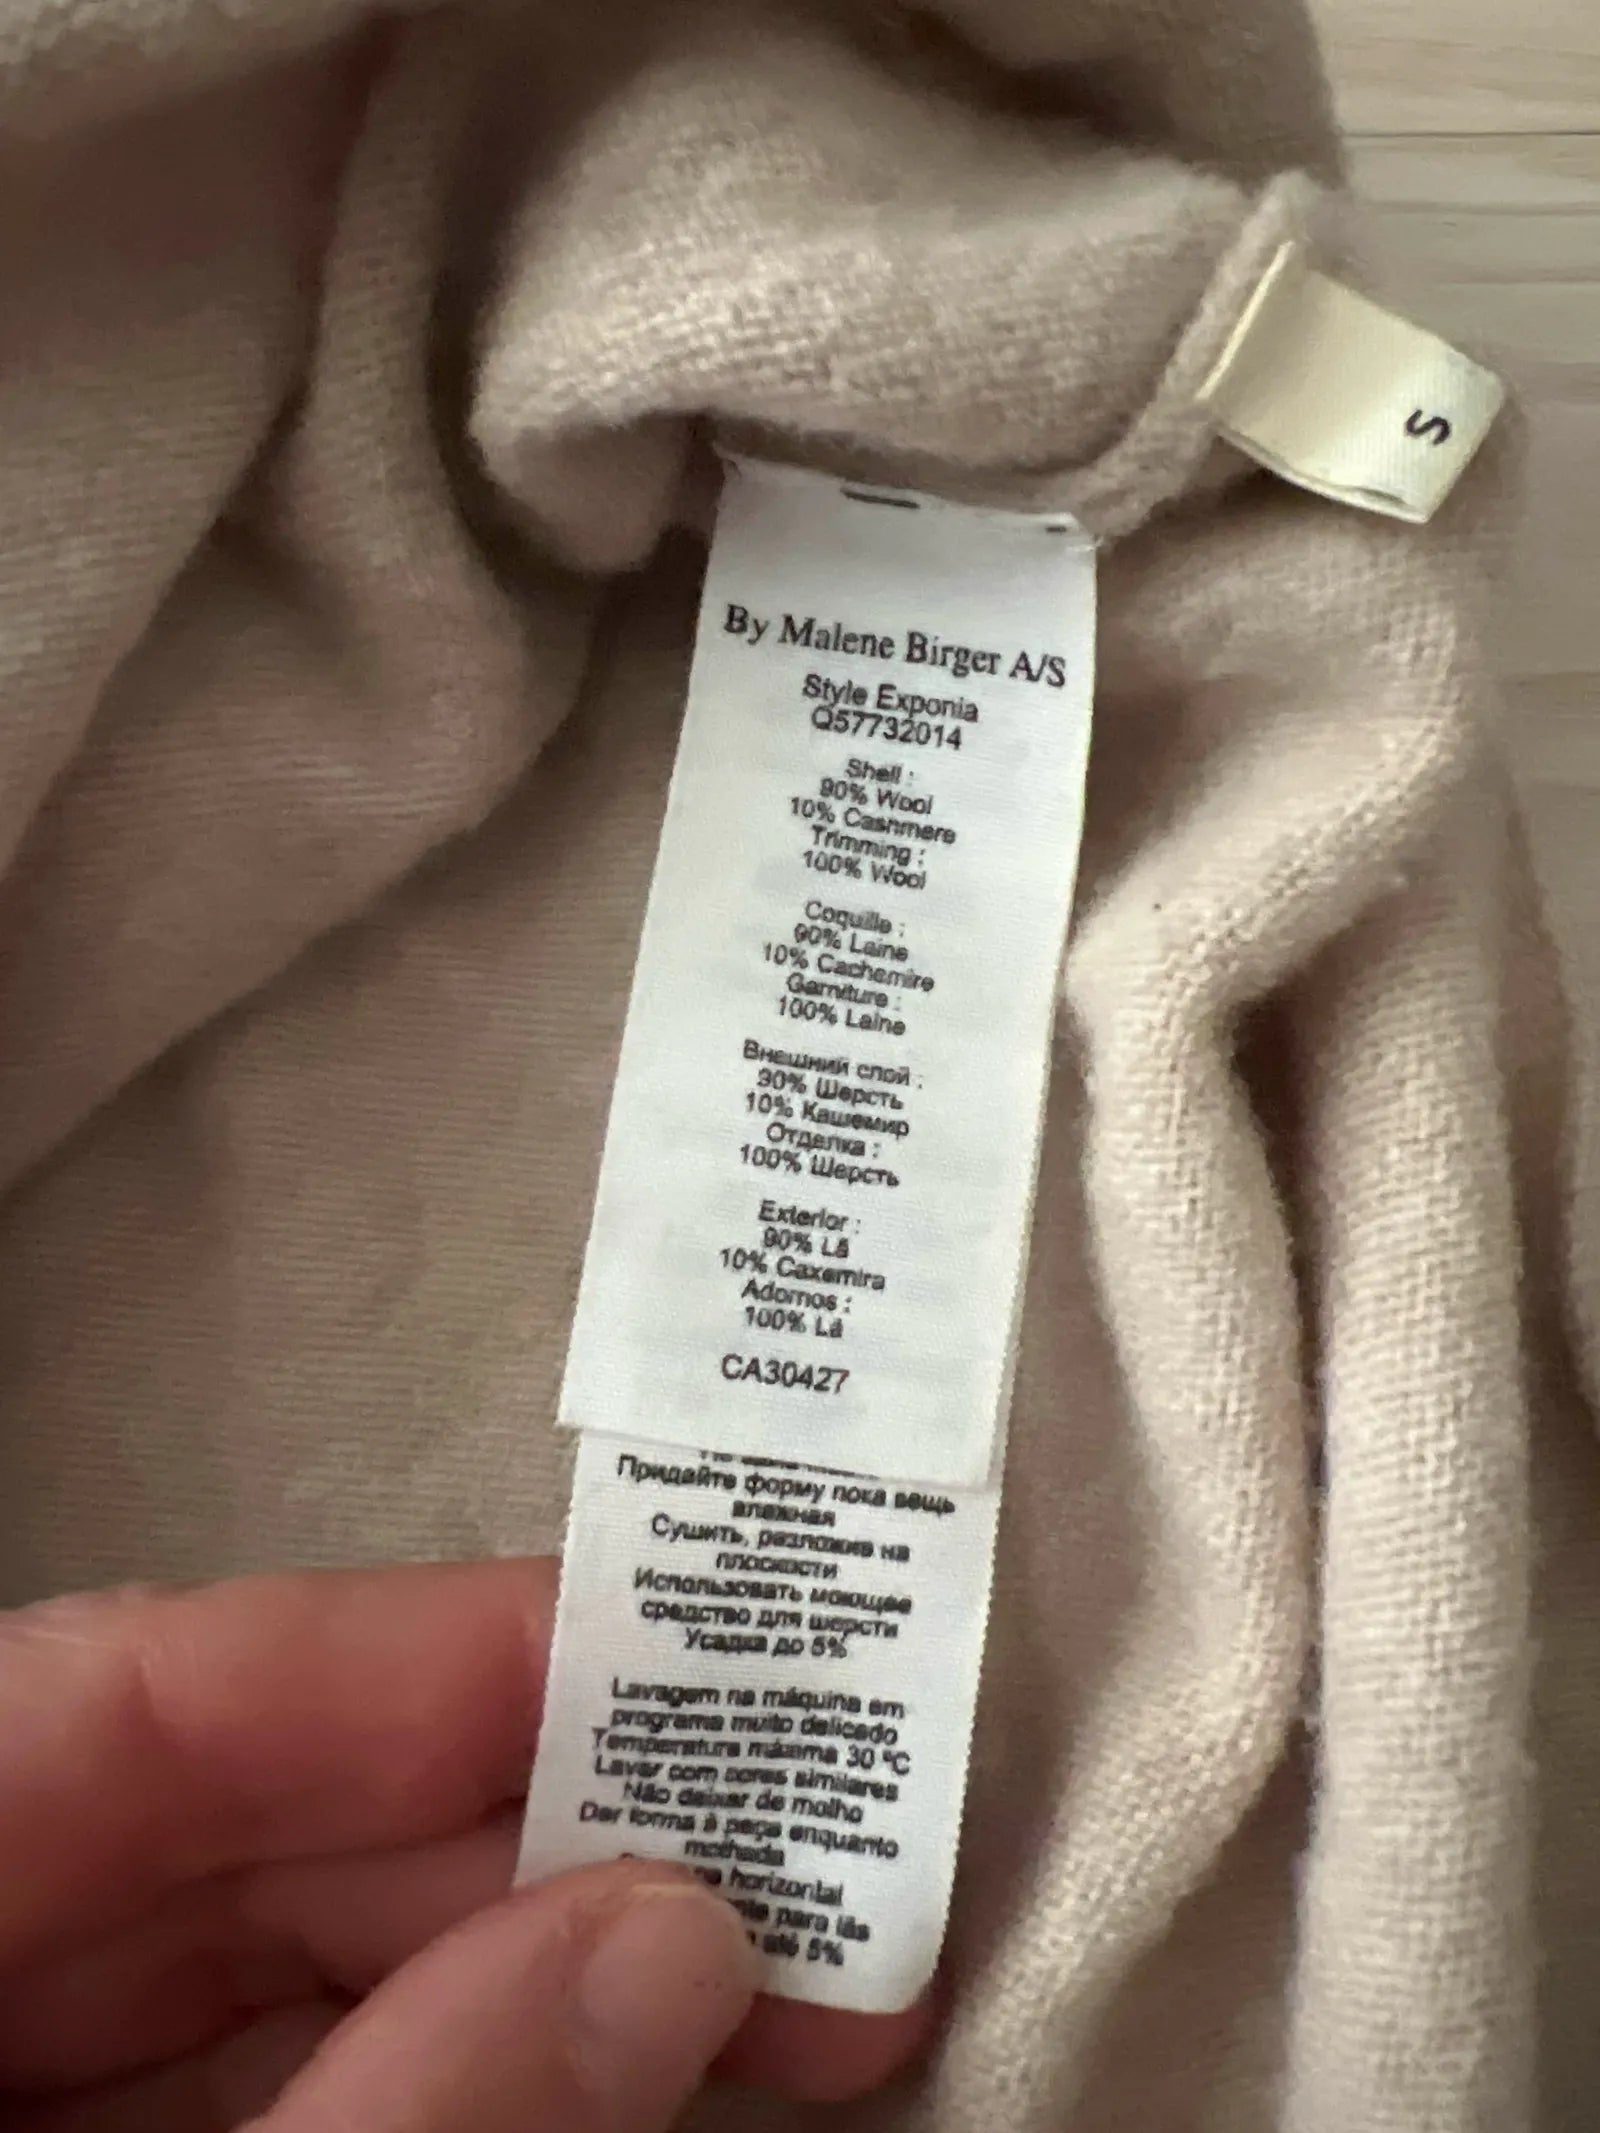 S
By Malene Birger A/S
Style Exponia
Q57732014
Shell :
90% Wool
10% Cashmere
Trimming :
100% Wool
Coquille :
90% Laine
10% Cachemire
Garniture :
100% Laine
Внешний слой :
90% Шерсть
10% Кашемир
Отделка :
100% Шерсть
Exterior :
90% Lã
10% Caxemira
Adornos :
100% Lã
CA30427
Придайте форму пока вещь
влажная
Сушить, разложив на
плоскости
Использовать моющее
средство для шерсти
Усадка до 5%
Lavagem na máquina em
programa muito delicado
Temperatura máxima 30 ºC
Lavar com cores similares
Não deixar de molho
Dar forma à peça enquanto
molhada
na horizontal
para lãs
até 5%